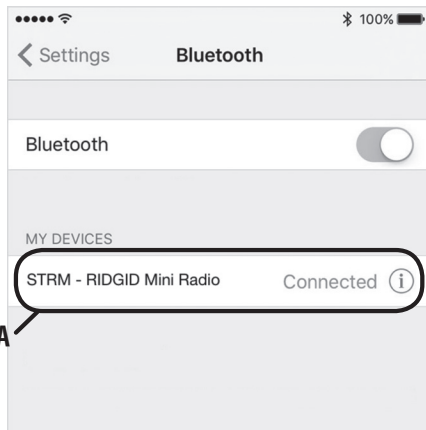 100%
Settings Bluetooth
Bluetooth
MY DEVICES
STRM - RIDGID Mini Radio Connected i
A